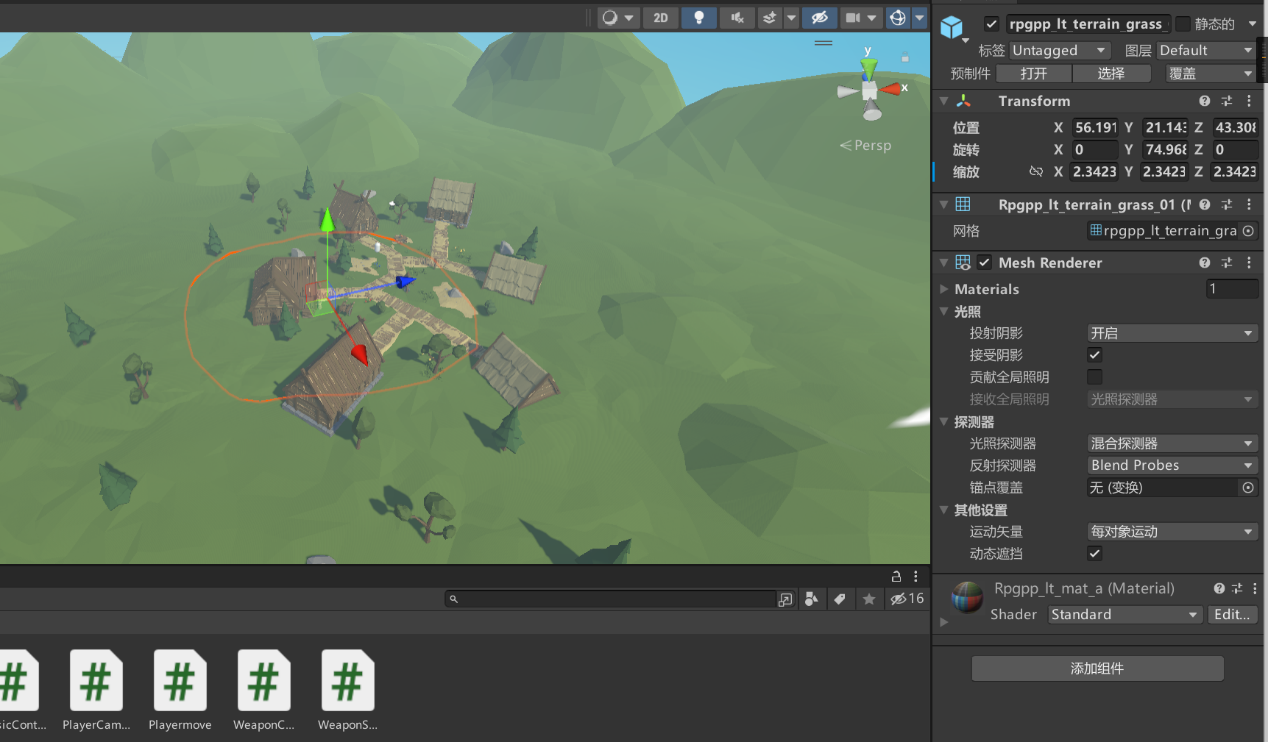 2D
y
x
Persp
rpgpp_lt_terrain_grass_
静态的
标签 Untagged 图层 Default
预制件 打开 选择 覆盖
Transform
位置 X 56.191 Y 21.143 Z 43.308
旋转 X 0 Y 74.968 Z 0
缩放 X 2.3423 Y 2.3423 Z 2.3423
Rpgpp_lt_terrain_grass_01 (M
网格 rpgpp_lt_terrain_gra
Mesh Renderer
Materials 1
光照
投射阴影 开启
接受阴影
贡献全局照明
接收全局照明 光照探测器
探测器
光照探测器 混合探测器
反射探测器 Blend Probes
锚点覆盖 无 (变换)
其他设置
运动矢量 每对象运动
动态遮挡
Rpgpp_lt_mat_a (Material)
Shader Standard Edit...
添加组件
16
# # # # #
sicCont... PlayerCam... Playermove WeaponC... WeaponS...